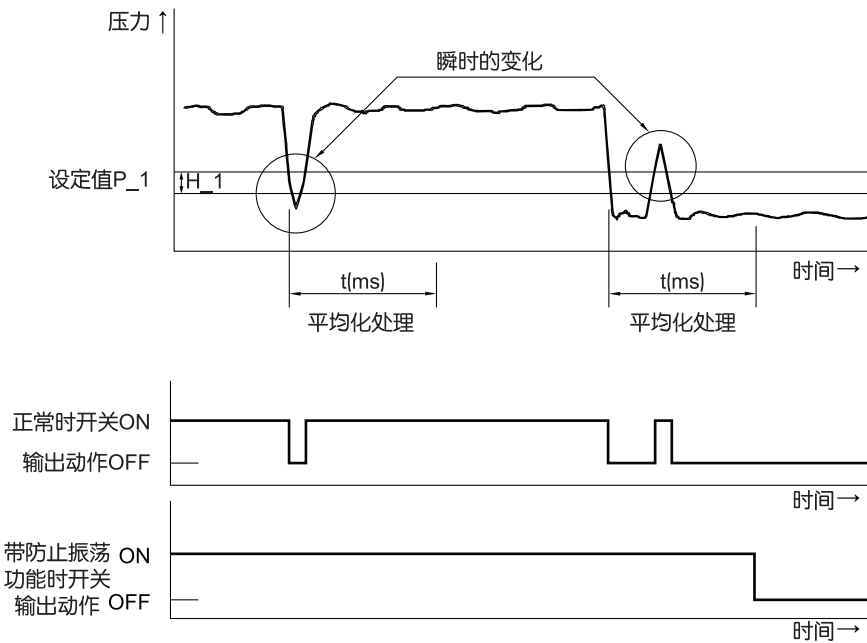 压力↑
瞬时的变化
设定值P_1
H_1
时间→
t(ms)
t(ms)
平均化处理
平均化处理
正常时开关ON
输出动作OFF
时间→
带防止振荡 ON
功能时开关
输出动作 OFF
时间→